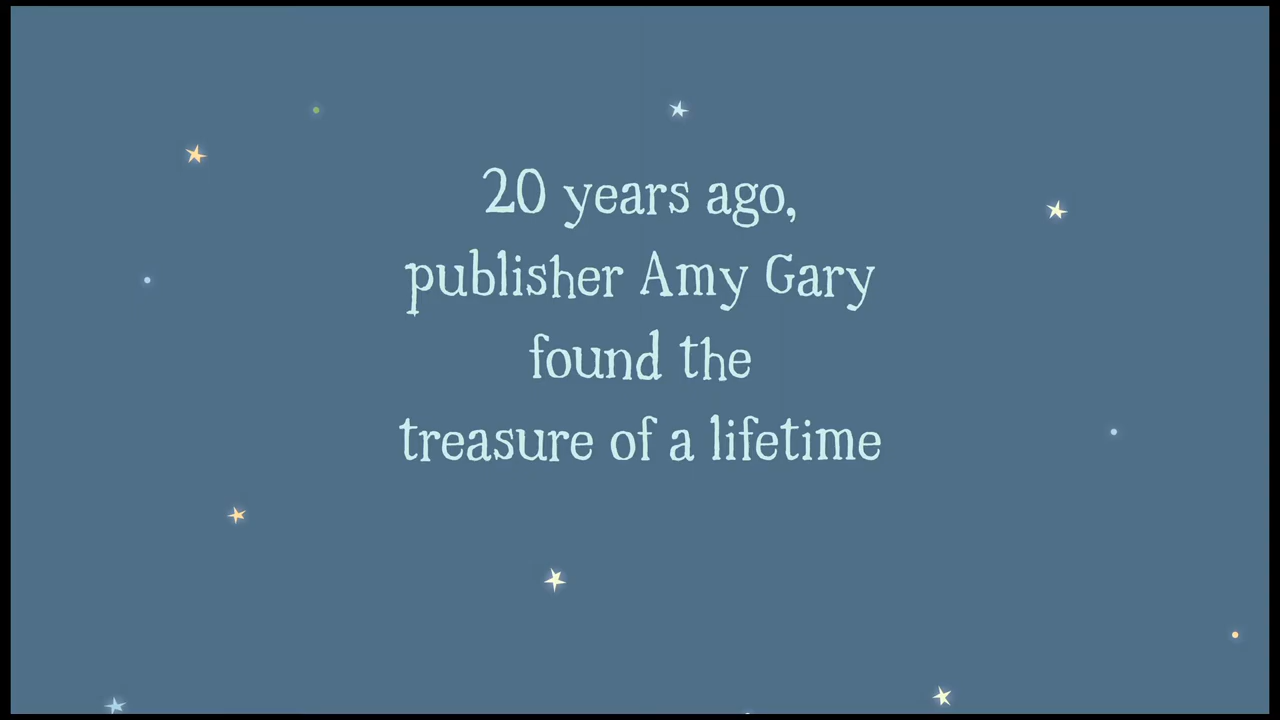 20 years ago,
publisher Amy Gary
found the
treasure of a lifetime